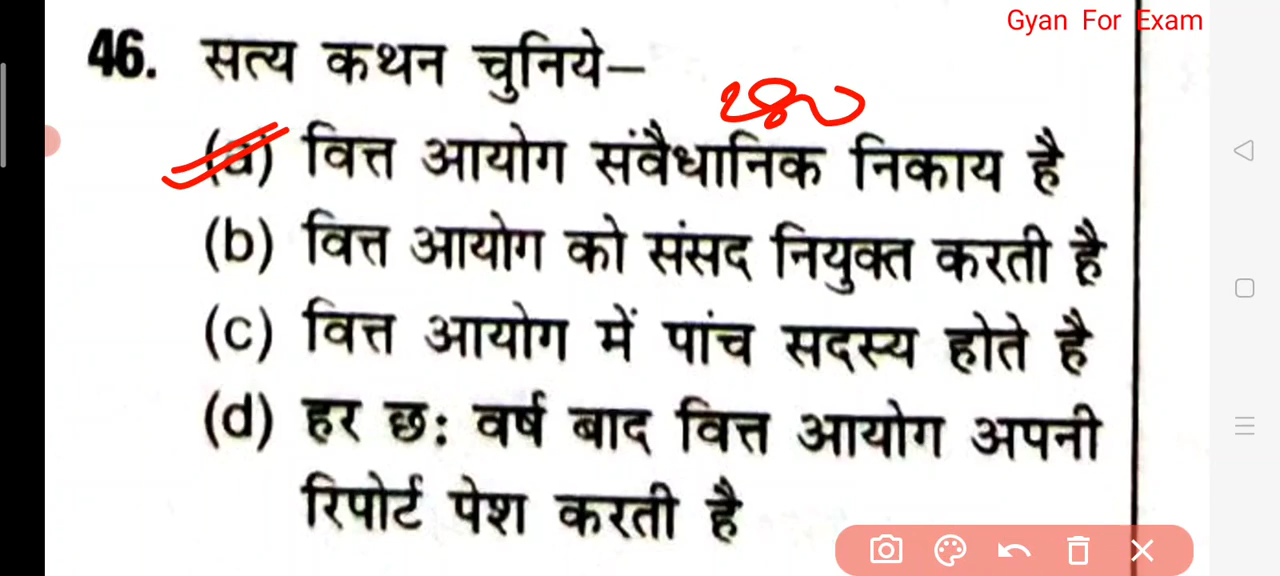 Gyan For Exam
46. सत्य कथन चुनिये–
280
(a) वित्त आयोग संवैधानिक निकाय है
(b) वित्त आयोग को संसद नियुक्त करती है
(c) वित्त आयोग में पांच सदस्य होते है
(d) हर छः वर्ष बाद वित्त आयोग अपनी
रिपोर्ट पेश करती है